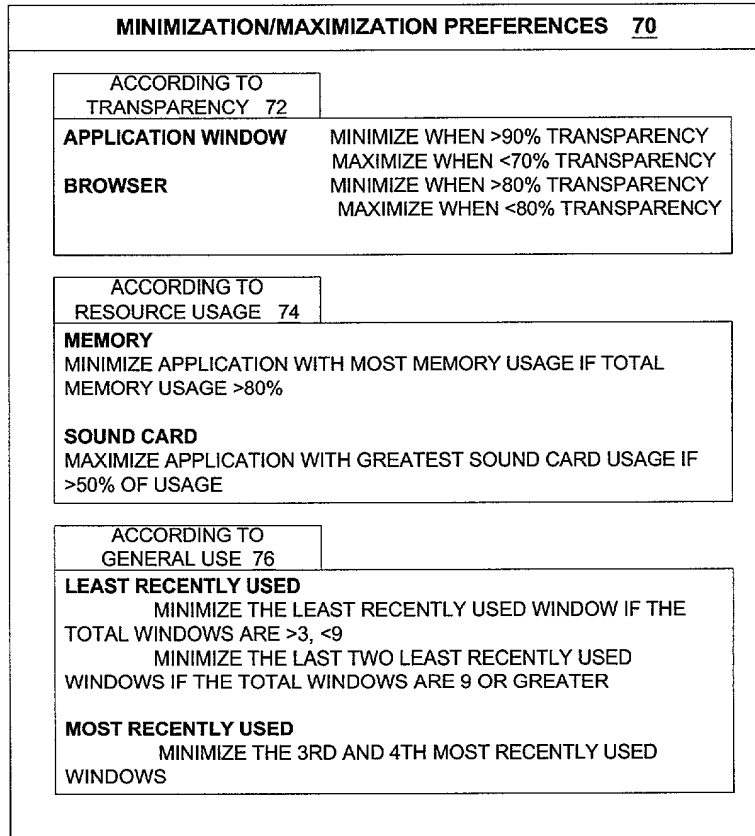 MINIMIZATION/MAXIMIZATION PREFERENCES 70
ACCORDING TO
TRANSPARENCY 72
APPLICATION WINDOW MINIMIZE WHEN >90% TRANSPARENCY
MAXIMIZE WHEN <70% TRANSPARENCY
BROWSER MINIMIZE WHEN >80% TRANSPARENCY
MAXIMIZE WHEN <80% TRANSPARENCY
ACCORDING TO
RESOURCE USAGE 74
MEMORY
MINIMIZE APPLICATION WITH MOST MEMORY USAGE IF TOTAL
MEMORY USAGE >80%
SOUND CARD
MAXIMIZE APPLICATION WITH GREATEST SOUND CARD USAGE IF
>50% OF USAGE
ACCORDING TO
GENERAL USE 76
LEAST RECENTLY USED
MINIMIZE THE LEAST RECENTLY USED WINDOW IF THE
TOTAL WINDOWS ARE >3, <9
MINIMIZE THE LAST TWO LEAST RECENTLY USED
WINDOWS IF THE TOTAL WINDOWS ARE 9 OR GREATER
MOST RECENTLY USED
MINIMIZE THE 3RD AND 4TH MOST RECENTLY USED
WINDOWS